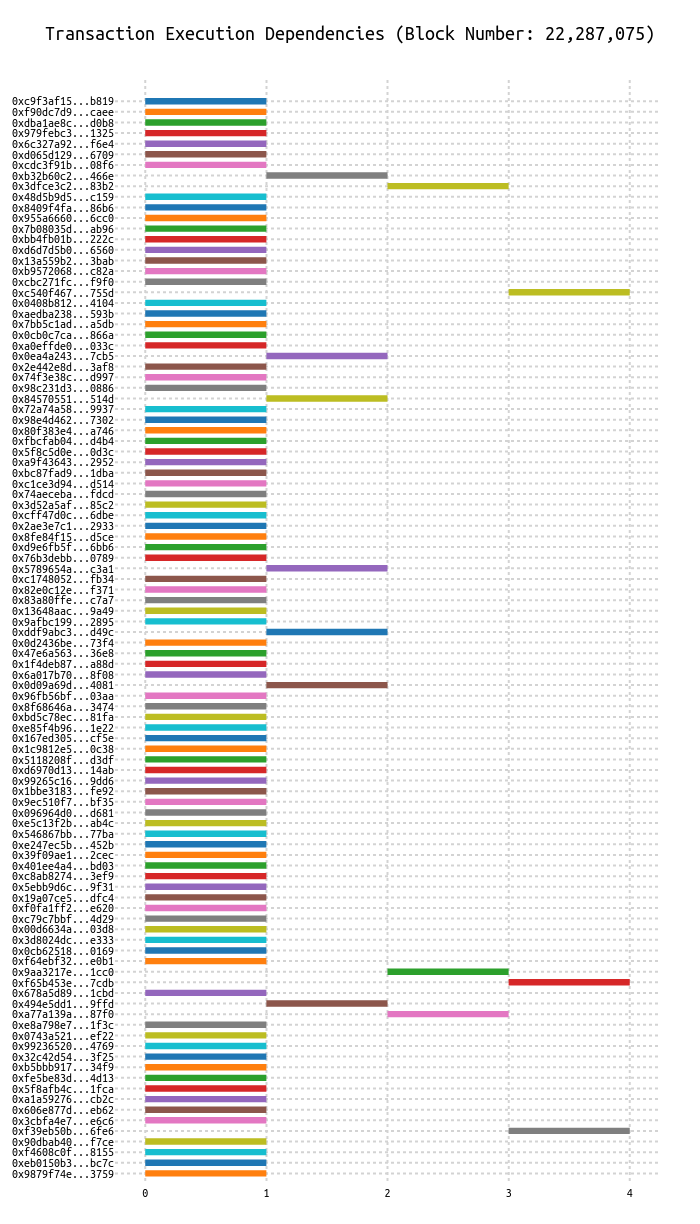 Transaction Execution Dependencies (Block Number: 22,287,075)
0xc9f3af15...b819
0xf90dc7d9...caee
0xdba1ae8c...d0b8
0x979febc3...1325
0x6c327a92...f6e4
0xd065d129...6709
0xcdc3f91b...08f6
0xb32b60c2...466e
0x3dfce3c2...83b2
0x48d5b9d5...c159
0x8409f4fa...86b6
0x955a6660...6cc0
0x7b08035d...ab96
0xbb4fb01b...222c
0xd6d7d5b0...6560
0x13a559b2...3bab
0xb9572068...c82a
0xcbc271fc...f9f0
0xc540f467...755d
0x0408b812...4104
0xaedba238...593b
0x7bb5c1ad...a5db
0x0cb0c7ca...866a
0xa0effde0...033c
0x0ea4a243...7cb5
0x2e442e8d...3af8
0x74f3e38c...d997
0x98c231d3...0886
0x84570551...514d
0x72a74a58...9937
0x98e4d462...7302
0x80f383e4...a746
0xfbcfab04...d4b4
0x5f8c5d0e...0d3c
0xa9f43643...2952
0xbc87fad9...1dba
0xc1ce3d94...d514
0x74aeceba...fdcd
0x3d52a5af...85c2
0xcff47d0c...6dbe
0x2ae3e7c1...2933
0x8fe84f15...d5ce
0xd9e6fb5f...6bb6
0x76b3debb...0789
0x5789654a...c3a1
0xc1748052...fb34
0x82e0c12e...f371
0x83a80ffe...c7a7
0x13648aac...9a49
0x9afbc199...2895
0xddf9abc3...d49c
0x0d2436be...73f4
0x47e6a563...36e8
0x1f4deb87...a88d
0x6a017b70...8f08
0x0d09a69d...4081
0x96fb56bf...03aa
0x8f68646a...3474
0xbd5c78ec...81fa
0xe85f4b96...1e22
0x167ed305...cf5e
0x1c9812e5...0c38
0x5118208f...d3df
0xd6970d13...14ab
0x99265c16...9dd6
0x1bbe3183...fe92
0x9ec510f7...bf35
0x096964d0...d681
0xe5c13f2b...ab4c
0x546867bb...77ba
0xe247ec5b...452b
0x39f09ae1...2cec
0x401ee4a4...bd03
0xc8ab8274...3ef9
0x5ebb9d6c...9f31
0x19a07ce5...dfc4
0xf0fa1ff2...e620
0xc79c7bbf...4d29
0x00d6634a...03d8
0x3d8024dc...e333
0x0cb62518...0169
0xf64ebf32...e0b1
0x9aa3217e...1cc0
0xf65b453e...7cdb
0x678a5d89...1cbd
0x494e5dd1...9ffd
0xa77a139a...87f0
0xe8a798e7...1f3c
0x0743a521...ef22
0x99236520...4769
0x32c42d54...3f25
0xb5bbb917...34f9
0xfe5be83d...4d13
0x5f8afb4c...1fca
0xa1a59276...cb2c
0x606e877d...eb62
0x3cbfa4e7...e6c6
0xf39eb50b...6fe6
0x90dbab40...f7ce
0xf4608c0f...8155
0xeb0150b3...bc7c
0x9879f74e...3759
0 1 2 3 4